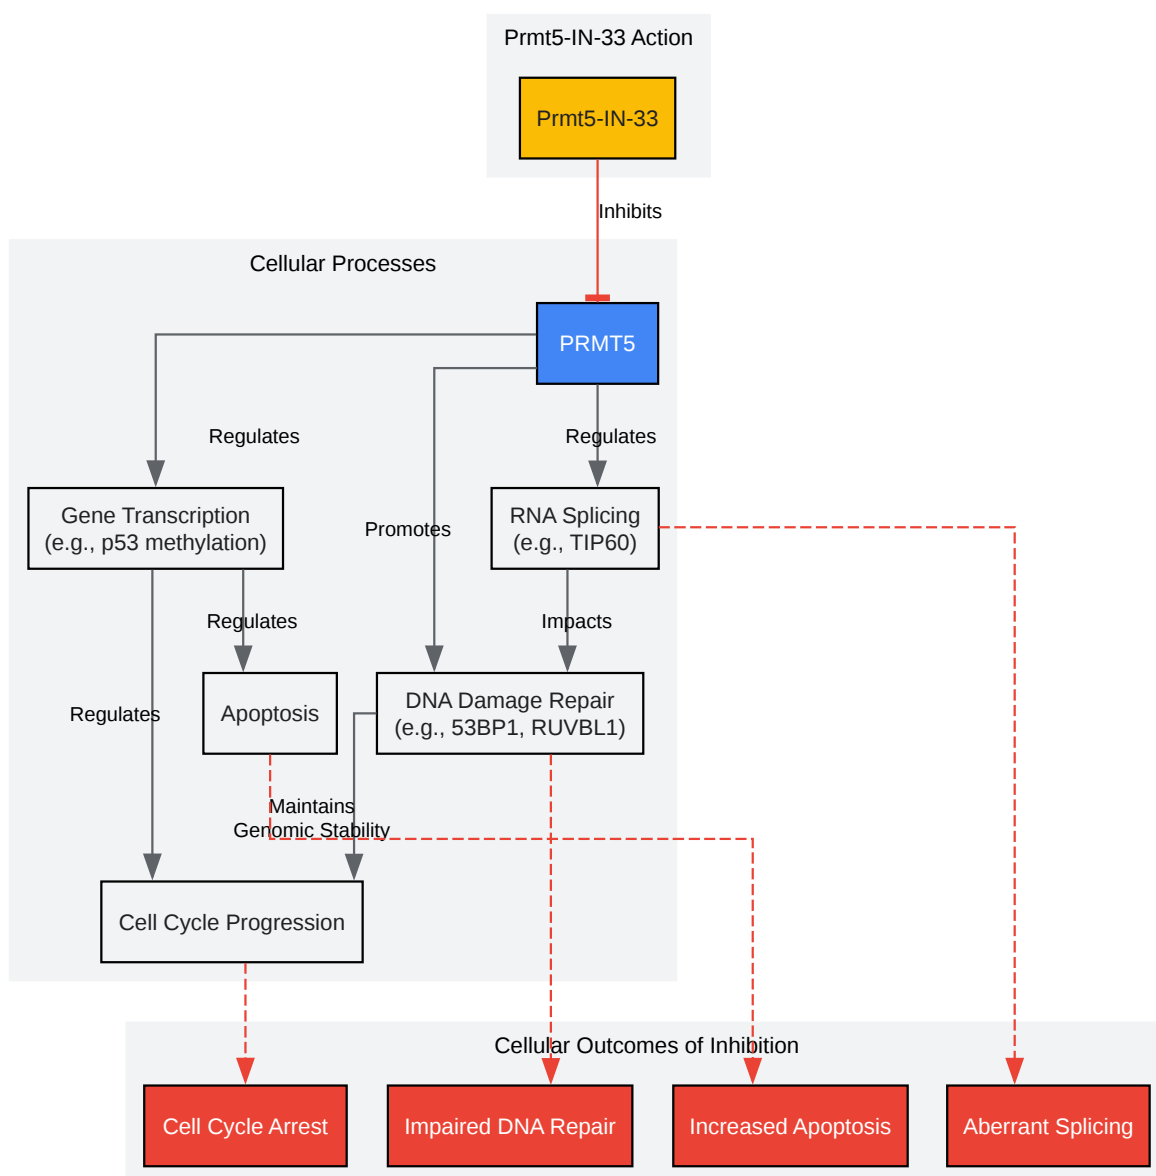 Prmt5-IN-33 Action
Prmt5-IN-33
Inhibits
Cellular Processes
PRMT5
Regulates
Regulates
Gene Transcription
(e.g., p53 methylation)
Promotes
RNA Splicing
(e.g., TIP60)
Regulates
Impacts
Regulates
Apoptosis
DNA Damage Repair
(e.g., 53BP1, RUVBL1)
Maintains
Genomic Stability
Cell Cycle Progression
Cellular Outcomes of Inhibition
Cell Cycle Arrest
Impaired DNA Repair
Increased Apoptosis
Aberrant Splicing